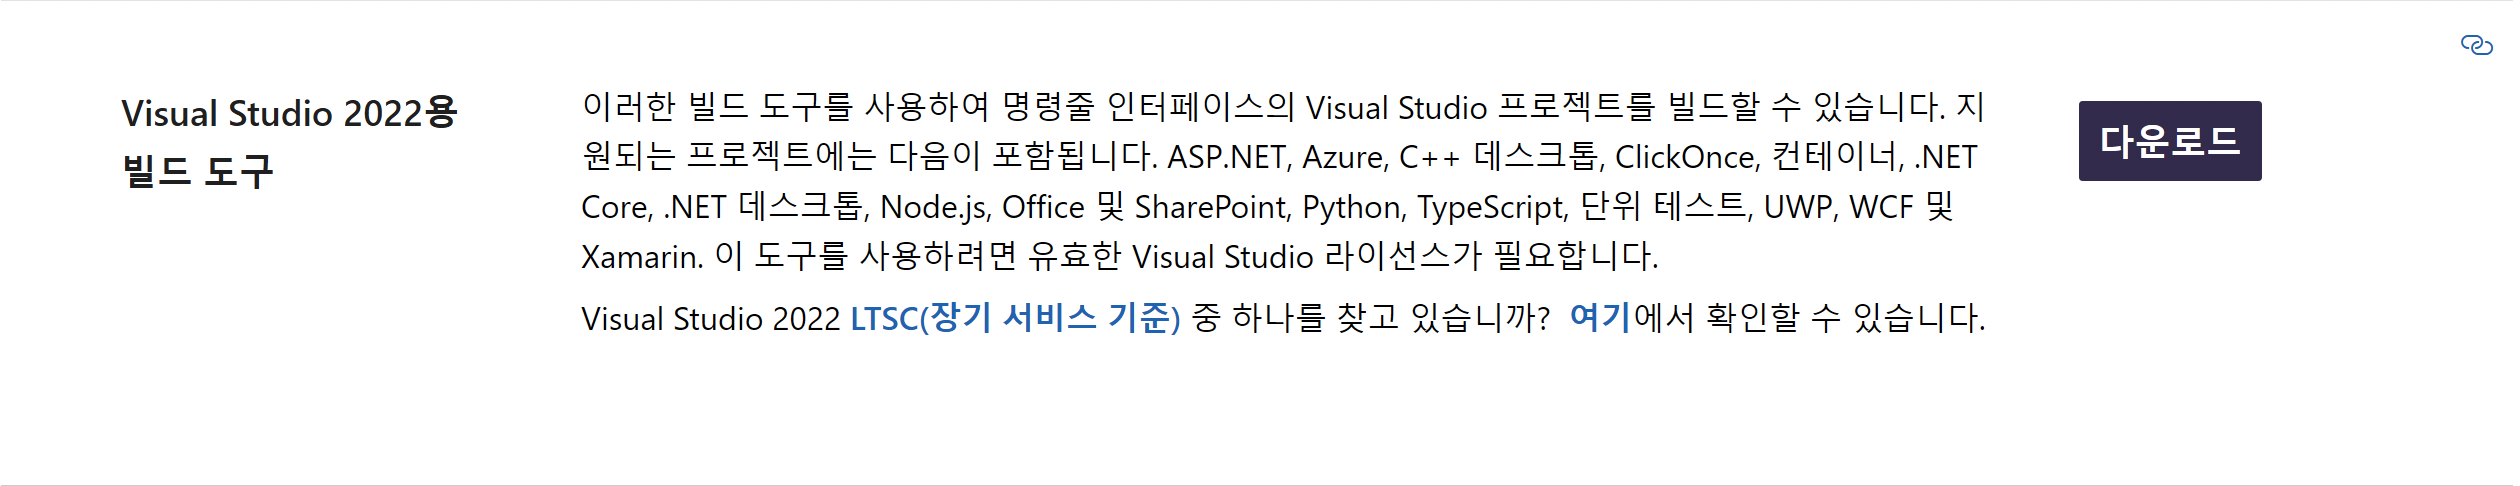 Visual Studio 2022용
빌드 도구
이러한 빌드 도구를 사용하여 명령줄 인터페이스의 Visual Studio 프로젝트를 빌드할 수 있습니다. 지
원되는 프로젝트에는 다음이 포함됩니다. ASP.NET, Azure, C++ 데스크톱, ClickOnce, 컨테이너, .NET
Core, .NET 데스크톱, Node.js, Office 및 SharePoint, Python, TypeScript, 단위 테스트, UWP, WCF 및
Xamarin. 이 도구를 사용하려면 유효한 Visual Studio 라이선스가 필요합니다.
Visual Studio 2022 LTSC(장기 서비스 기준) 중 하나를 찾고 있습니까? 여기에서 확인할 수 있습니다.
다운로드